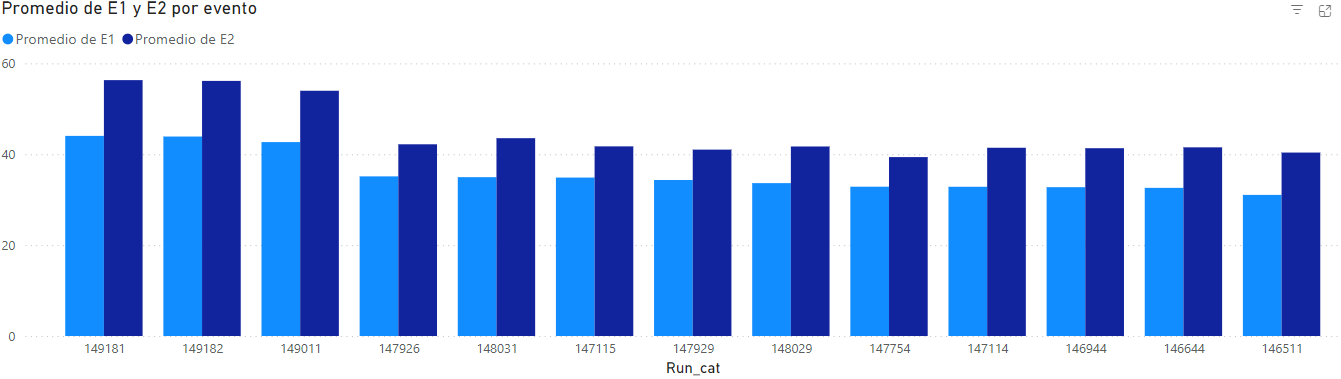 Promedio de E1 y E2 por evento
Promedio de E1 Promedio de E2
60
40
20
0
149181 149182 149011 147926 148031 147115 147929 148029 147754 147114 146944 146644 146511
Run_cat